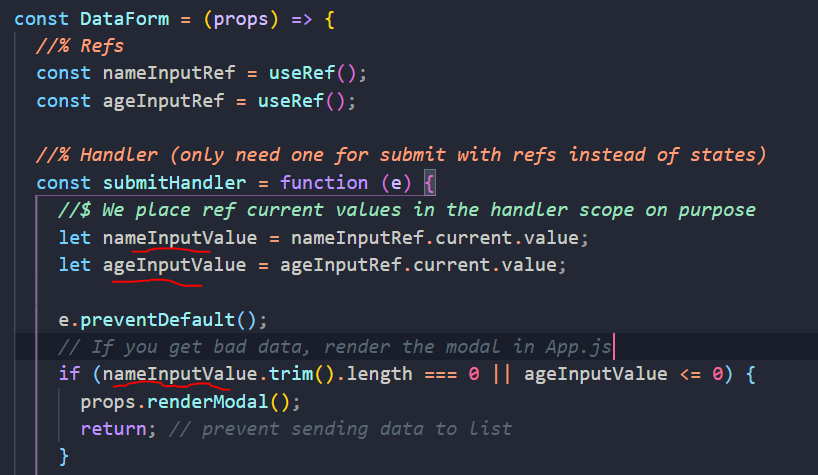 const DataForm = (props) => {
//% Refs
const nameInputRef = useRef();
const ageInputRef = useRef();
//% Handler (only need one for submit with refs instead of states)
const submitHandler = function (e) {
//$ We place ref current values in the handler scope on purpose
let nameInputValue = nameInputRef.current.value;
let ageInputValue = ageInputRef.current.value;
e.preventDefault();
// If you get bad data, render the modal in App.js
if (nameInputValue.trim().length === 0 || ageInputValue <= 0) {
props.renderModal();
return; // prevent sending data to list
}